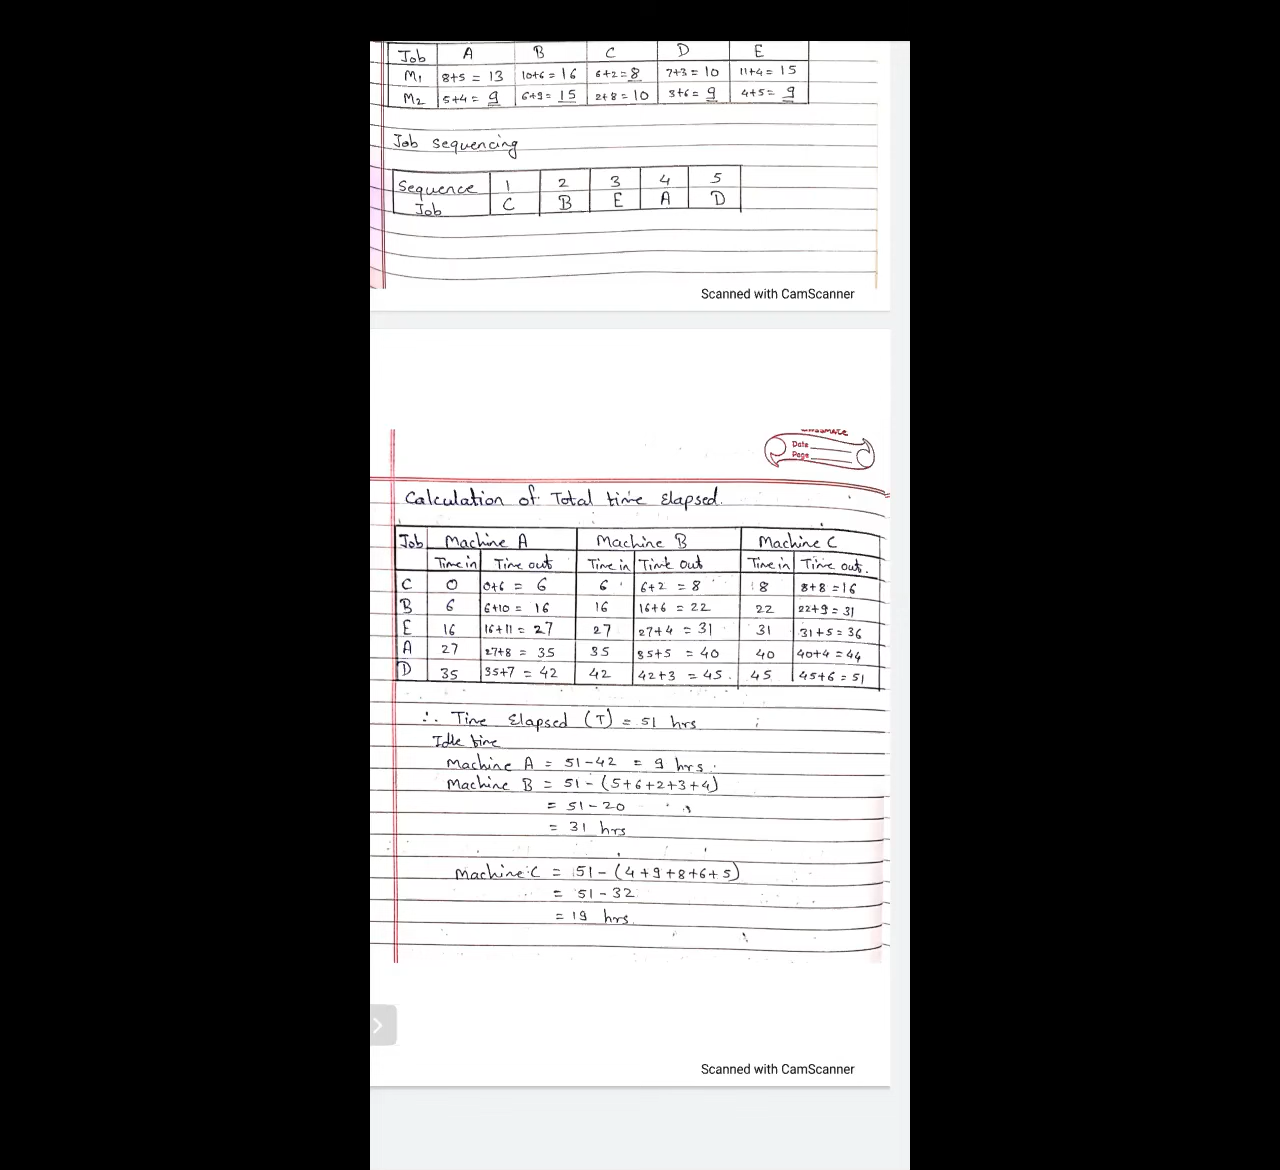 Job A B C D E
M1 8+5 = 13 10+6 = 16 6+2 = 8 7+3 = 10 11+4 = 15
M2 5+4 = 9 6+9 = 15 2+8 = 10 3+6 = 9 4+5 = 9
Job sequencing
Sequence 1 2 3 4 5
Job C B E A D
Scanned with CamScanner
Date
Page
Calculation of Total time Elapsed.
Job Machine A Machine B Machine C
Time in Time out Time in Time out Time in Time out.
C 0 0+6 = 6 6 6+2 = 8 8 8+8 = 16
B 6 6+10 = 16 16 16+6 = 22 22 22+9 = 31
E 16 16+11 = 27 27 27+4 = 31 31 31+5 = 36
A 27 27+8 = 35 35 35+5 = 40 40 40+4 = 44
D 35 35+7 = 42 42 42+3 = 45 45 45+6 = 51
∴ Time Elapsed (T) = 51 hrs
Idle time
Machine A = 51-42 = 9 hrs.
Machine B = 51-(5+6+2+3+4)
= 51-20
= 31 hrs
Machine C = 51-(4+9+8+6+5)
= 51-32
= 19 hrs.
Scanned with CamScanner